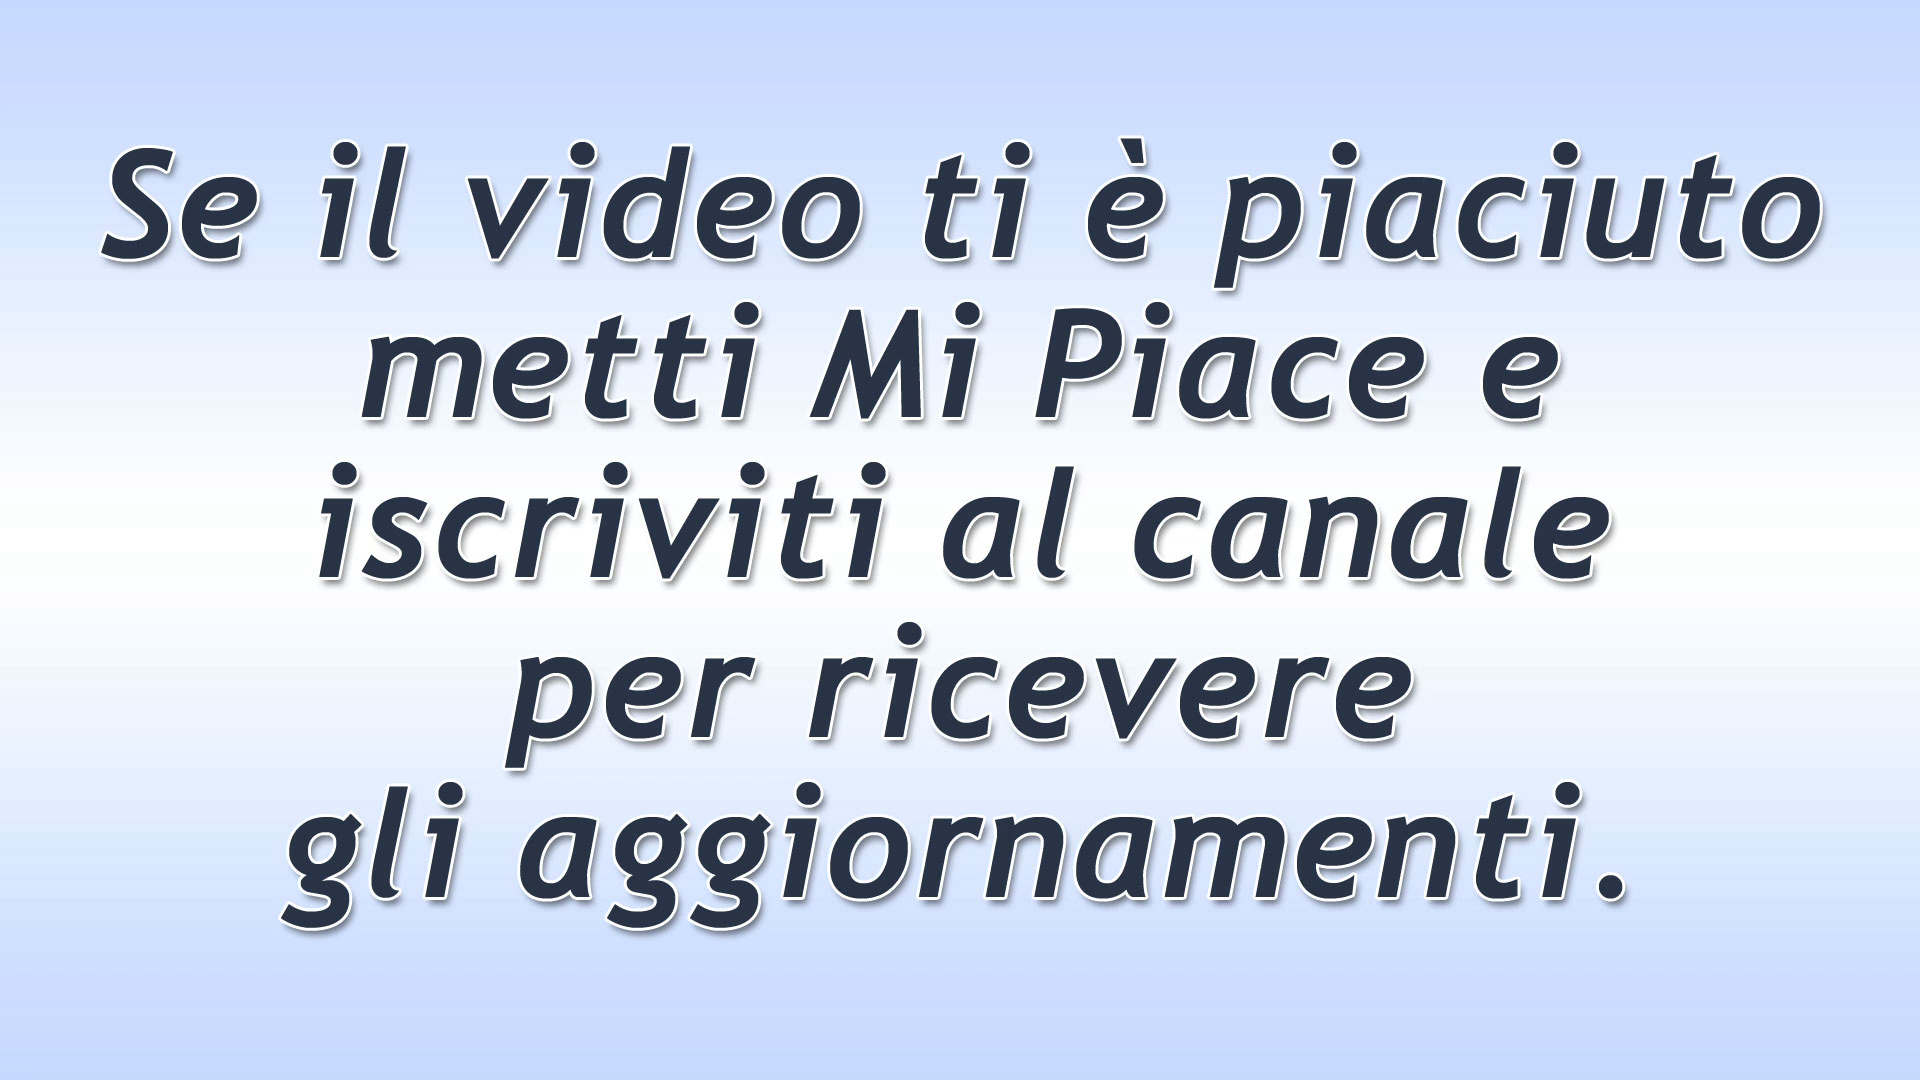 Se il video ti è piaciuto
metti Mi Piace e
iscriviti al canale
per ricevere
gli aggiornamenti.